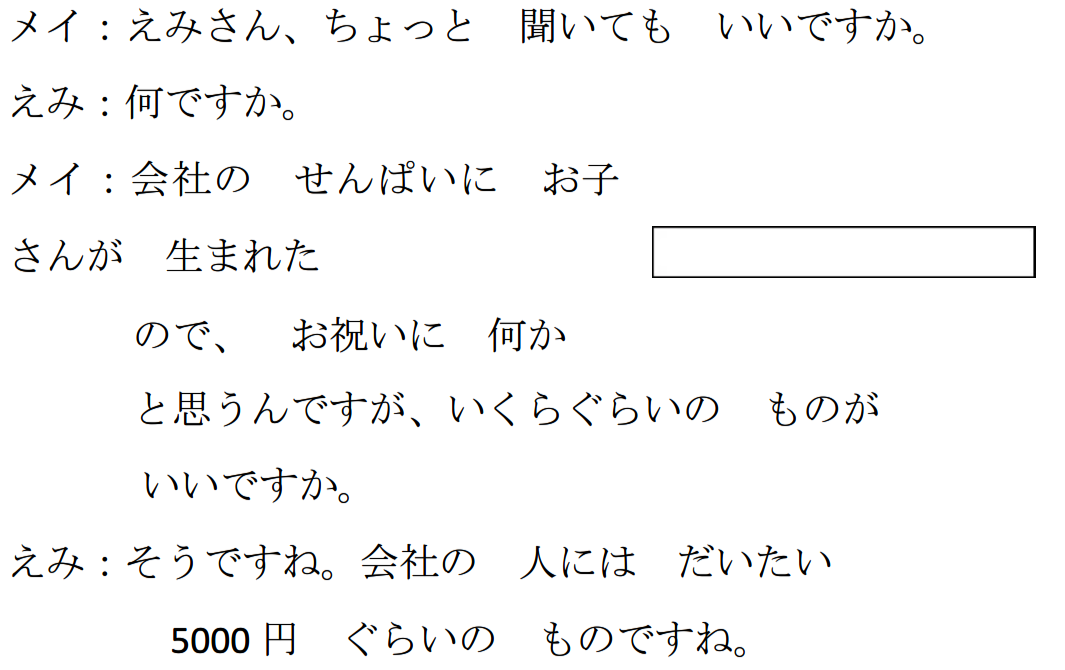 メイ：えみさん、ちょっと　聞いても　いいですか。
えみ：何ですか。
メイ：会社の　せんぱいに　お子
さんが　生まれた
ので、　お祝いに　何か
と思うんですが、いくらぐらいの　ものが
いいですか。
えみ：そうですね。会社の　人には　だいたい
5000 円　ぐらいの　ものですね。